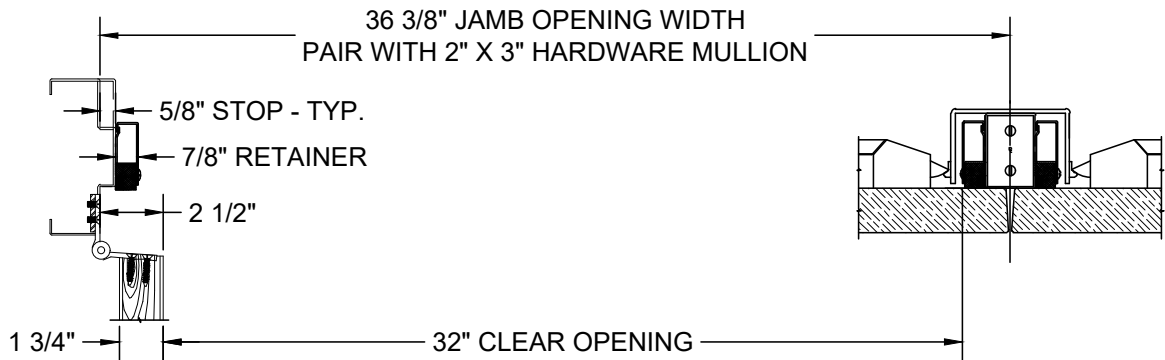 36 3/8" JAMB OPENING WIDTH
PAIR WITH 2" X 3" HARDWARE MULLION
5/8" STOP - TYP.
7/8" RETAINER
2 1/2"
1 3/4"
32" CLEAR OPENING